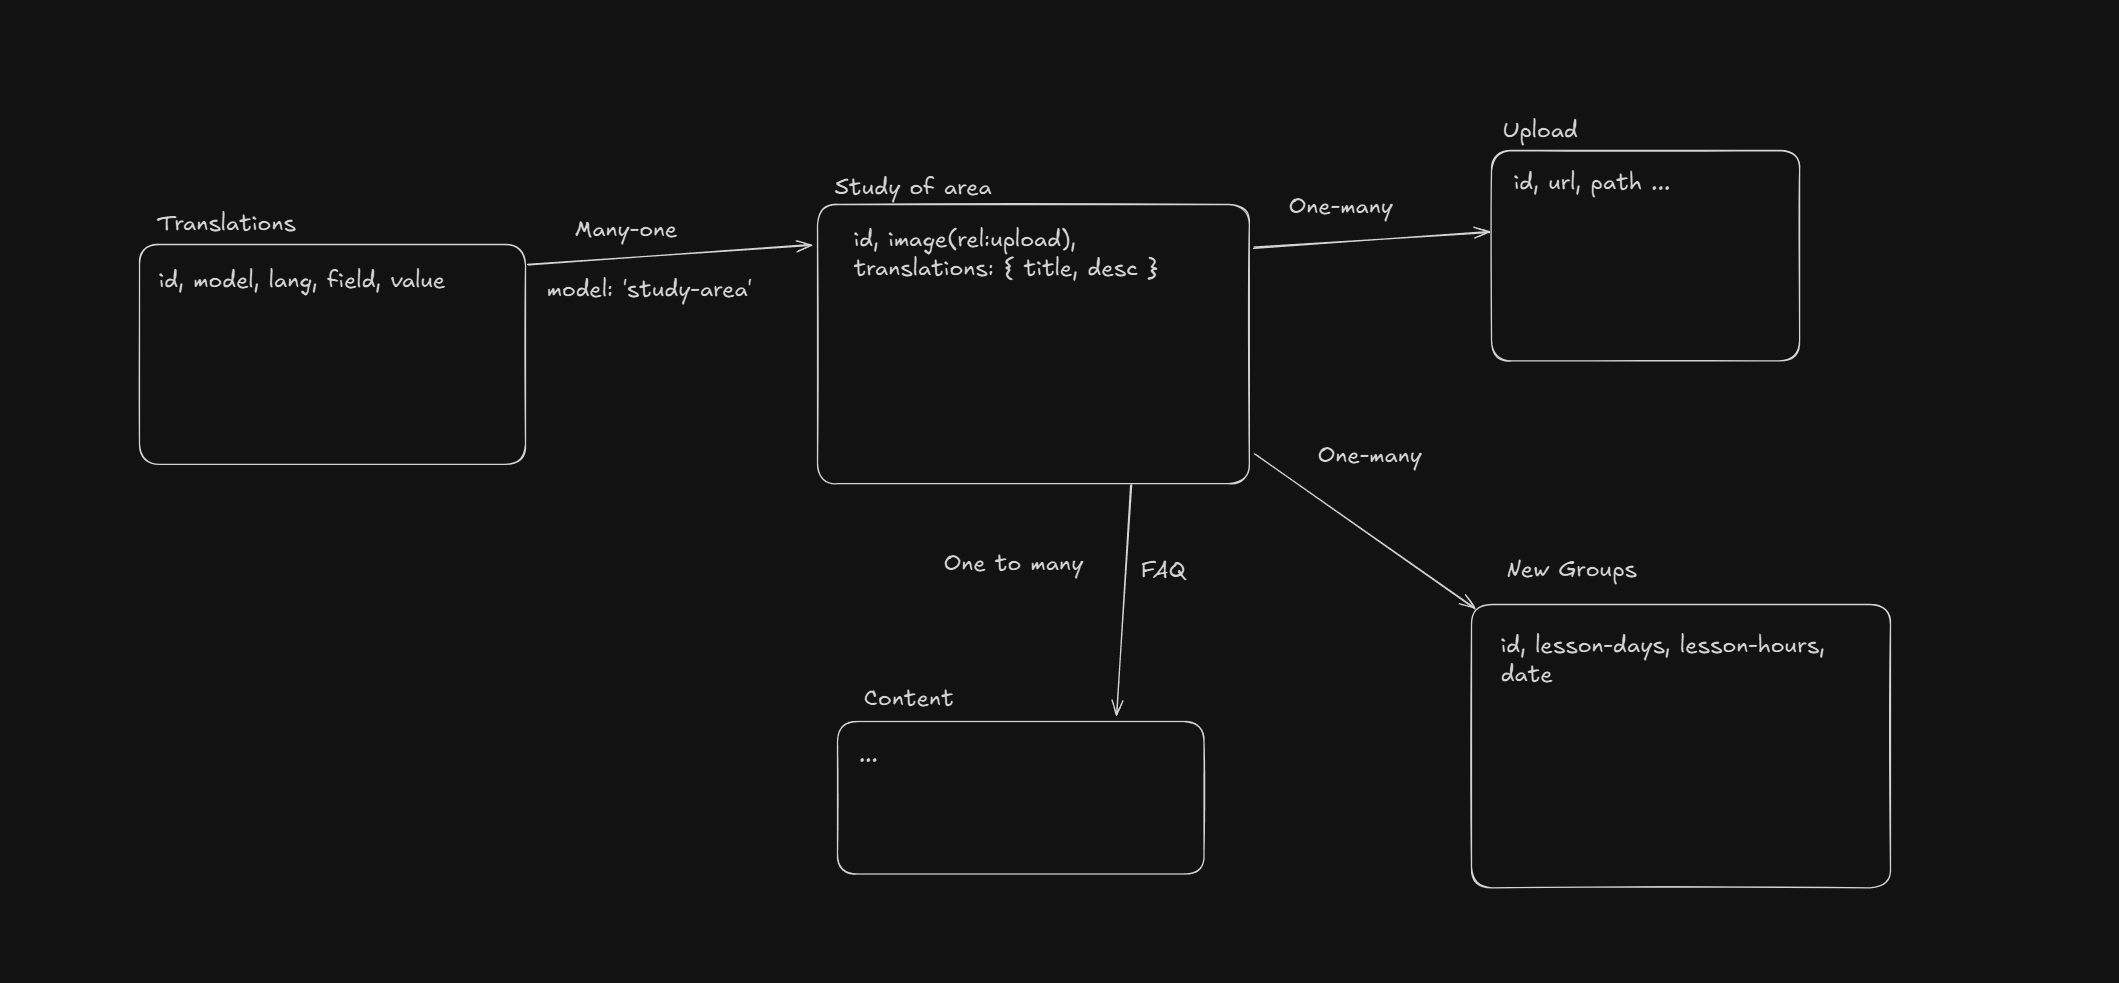 Upload
id, url, path ...
Study of area
One-many
Translations
Many-one
id, image(rel:upload),
translations: { title, desc }
id, model, lang, field, value
model: 'study-area'
One-many
One to many
FAQ
New Groups
id, lesson-days, lesson-hours,
date
Content
...